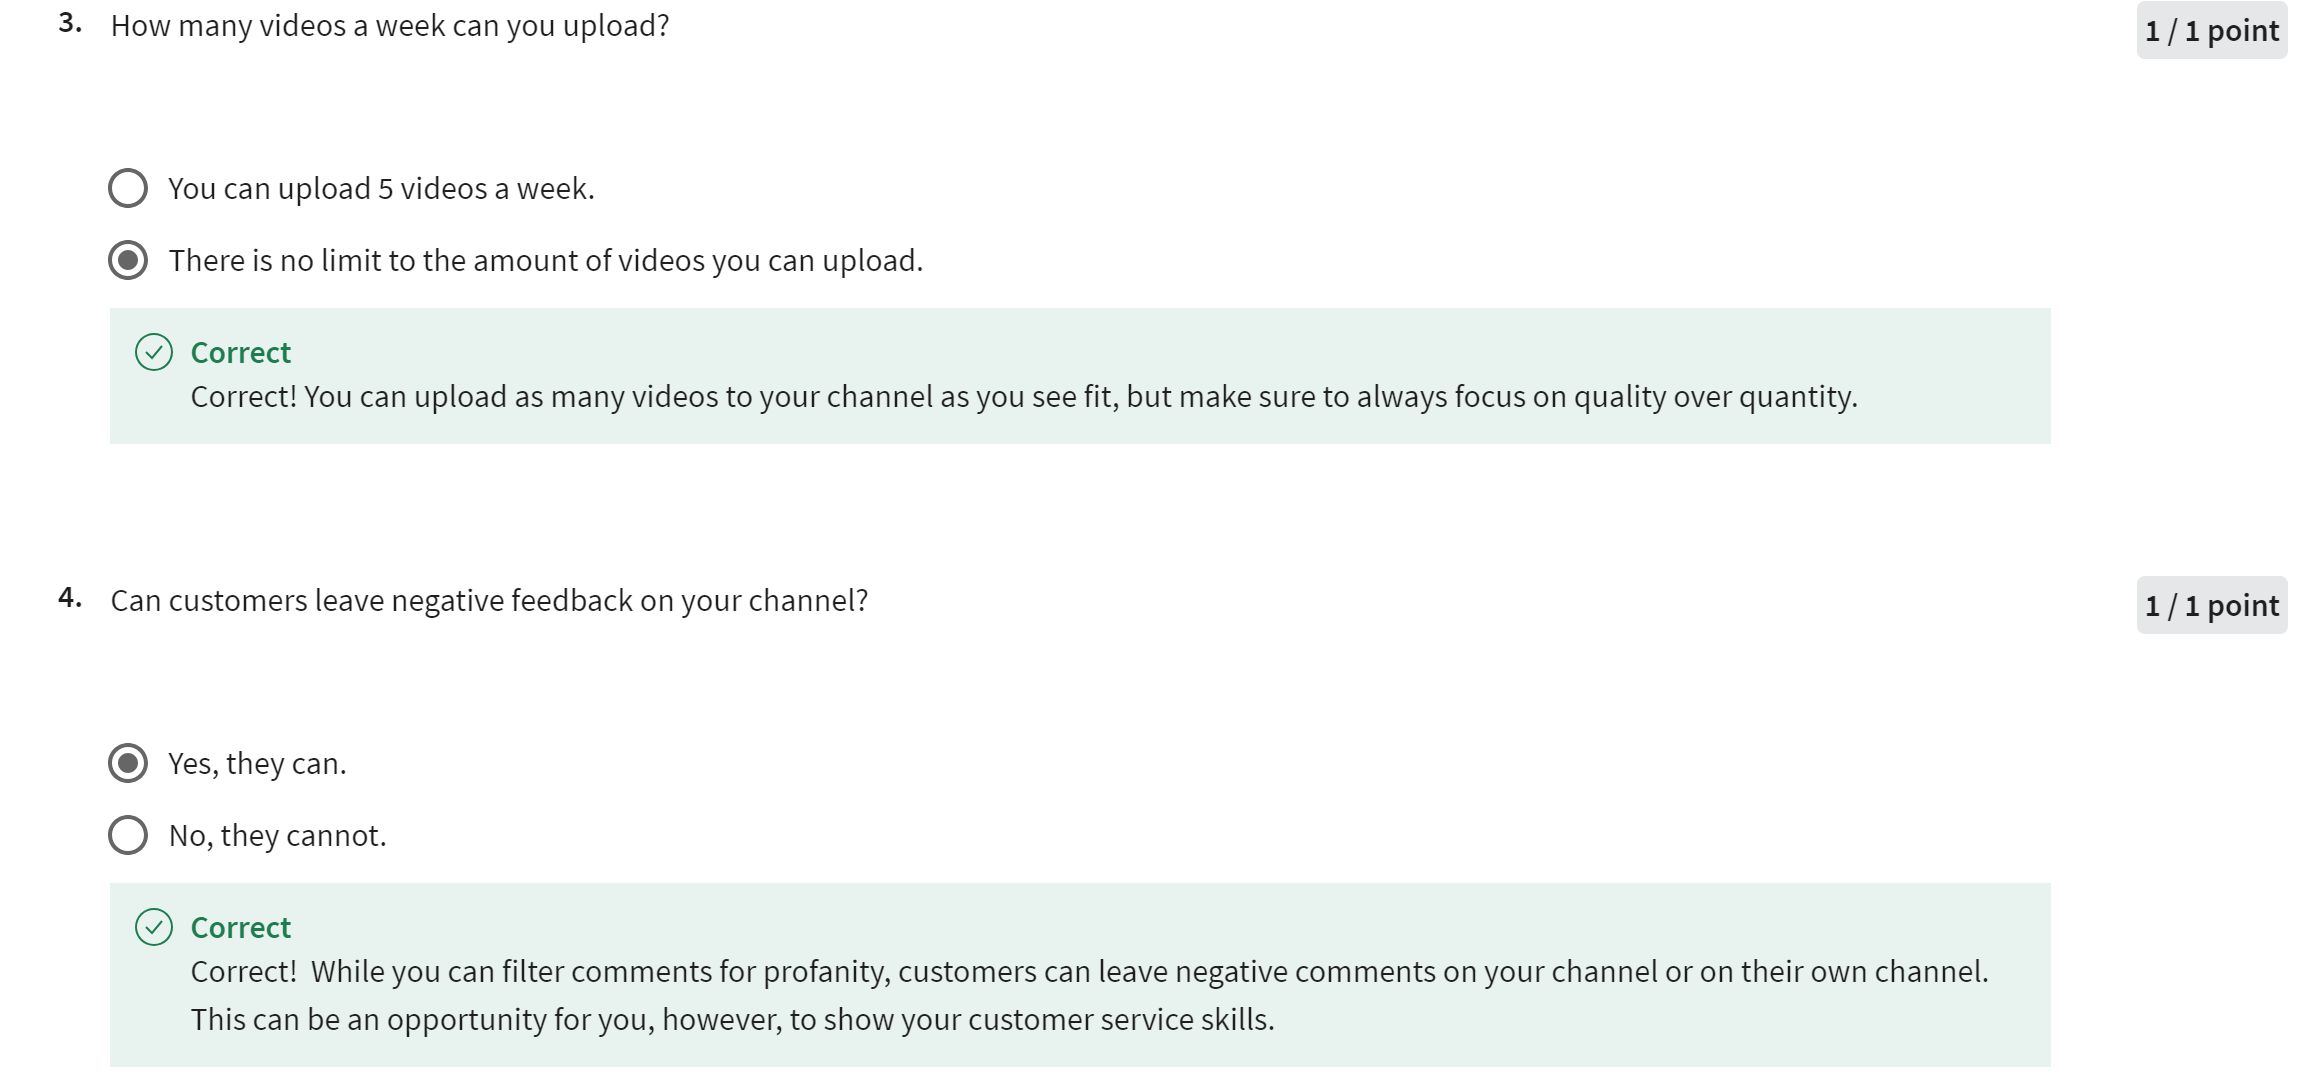 3. How many videos a week can you upload?
1 / 1 point
You can upload 5 videos a week.
There is no limit to the amount of videos you can upload.
Correct
Correct! You can upload as many videos to your channel as you see fit, but make sure to always focus on quality over quantity.
4. Can customers leave negative feedback on your channel?
1 / 1 point
Yes, they can.
No, they cannot.
Correct
Correct!  While you can filter comments for profanity, customers can leave negative comments on your channel or on their own channel.
This can be an opportunity for you, however, to show your customer service skills.